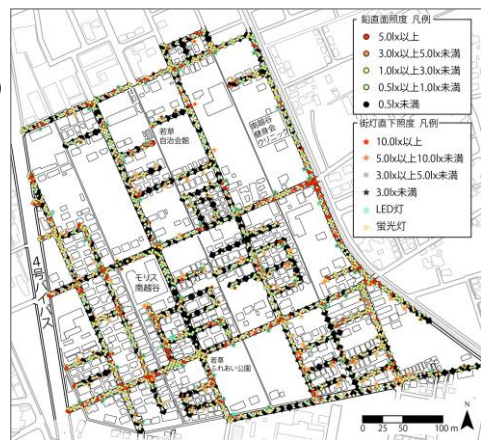 鉛直面照度 凡例
5.0lx以上
3.0lx以上5.0lx未満
1.0lx以上3.0lx未満
0.5lx以上1.0lx未満
0.5lx未満
街灯直下照度 凡例
10.0lx以上
5.0lx以上10.0lx未満
3.0lx以上5.0lx未満
3.0lx未満
LED灯
蛍光灯
若草
自治会館
南越谷
健身会
クリニック
4号バイパス
モリス
南越谷
若草
ふれあい公園
N
0
50
100 m